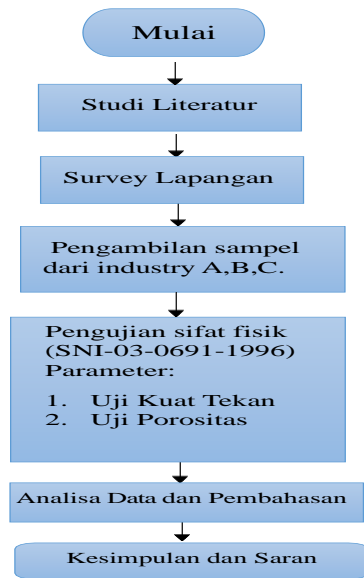 Mulai
Studi Literatur
Survey Lapangan
Pengambilan sampel
dari industry A,B,C.
Pengujian sifat fisik
(SNI-03-0691-1996)
Parameter:
1. Uji Kuat Tekan
2. Uji Porositas
Analisa Data dan Pembahasan
Kesimpulan dan Saran